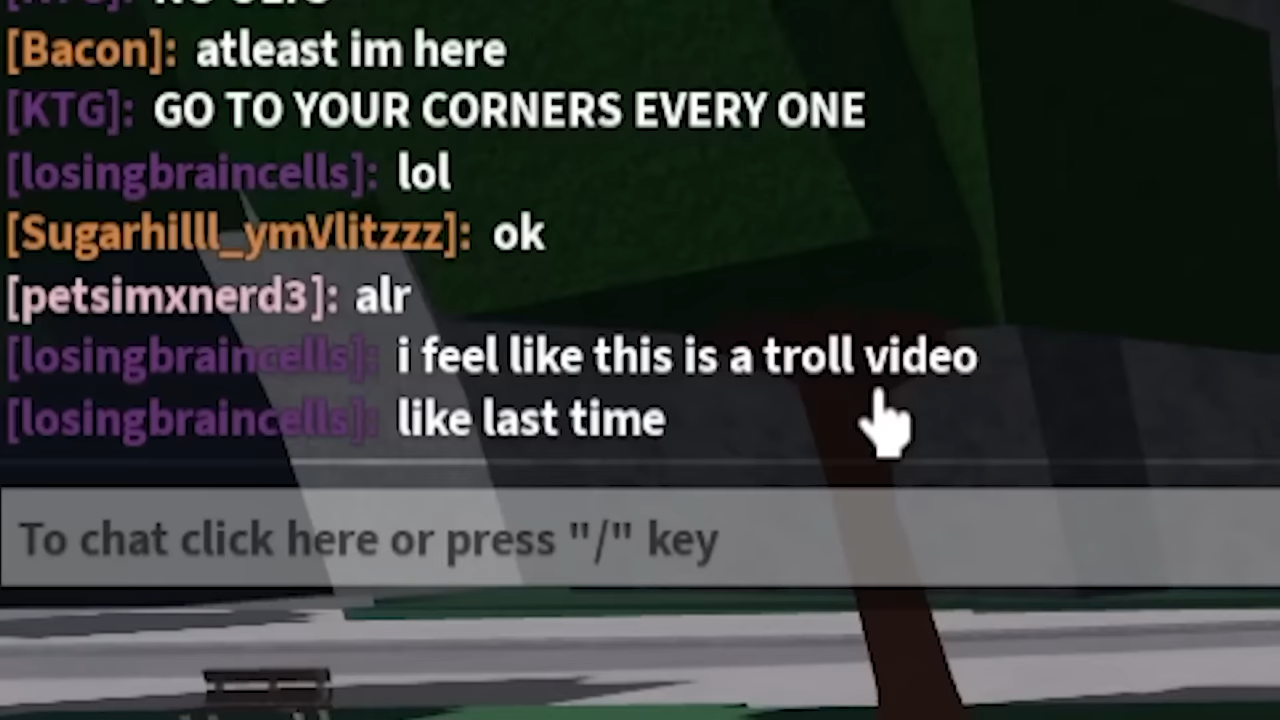 [Bacon]: atleast im here
[KTG]: GO TO YOUR CORNERS EVERY ONE
[losingbraincells]: lol
[Sugarhilll_ymVlitzzz]: ok
[petsimxnerd3]: alr
[losingbraincells]: i feel like this is a troll video
[losingbraincells]: like last time
To chat click here or press "/" key